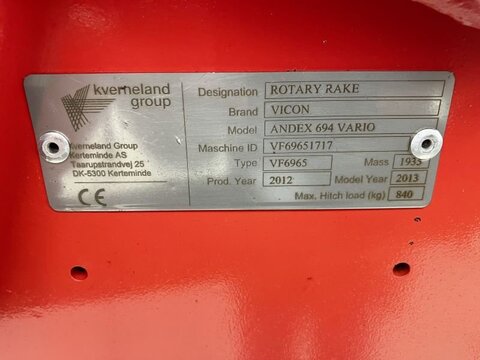 kverneland
group
Kverneland Group
Kerteminde AS
Taarupstrandvej 25
DK-5300 Kerteminde
CE
Designation ROTARY RAKE
Brand VICON
Model ANDEX 694 VARIO
Maschine ID VF69651717
Type VF6965 Mass 1935
Prod. Year 2012 Model Year 2013
Max. Hitch load (kg) 840